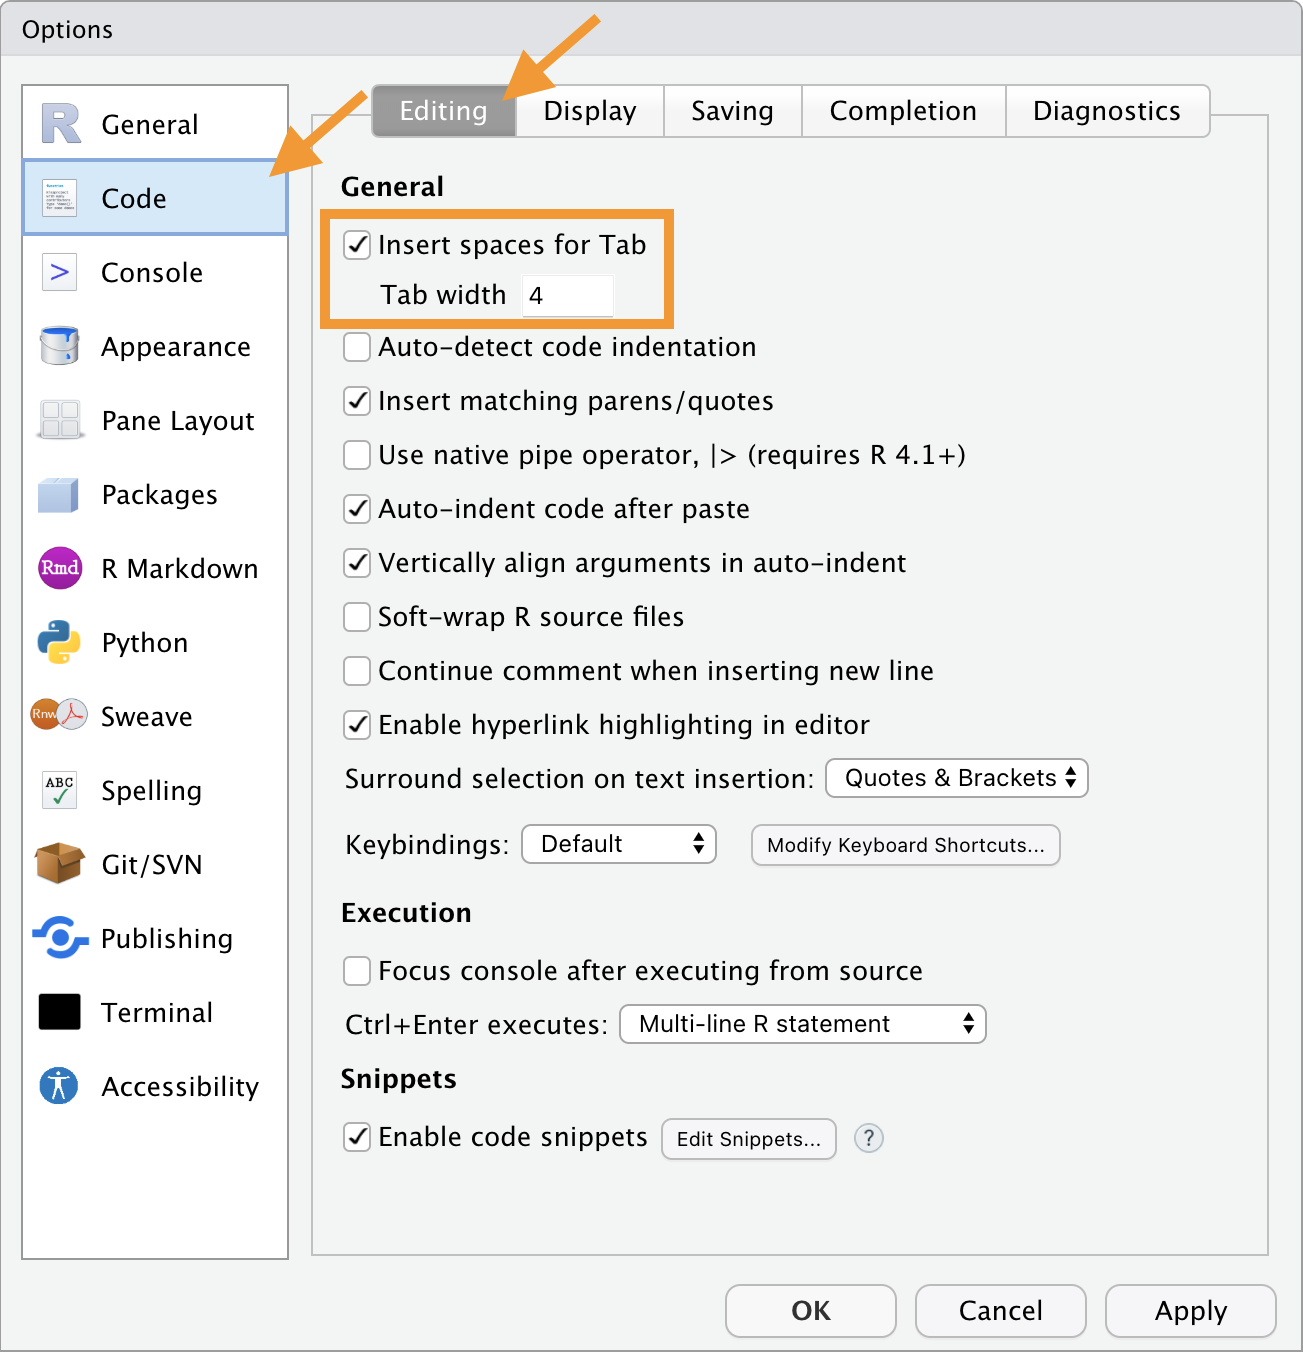 Options
General
Code
Console
Appearance
Pane Layout
Packages
Rmd
R Markdown
Python
Rnw
Sweave
ABC
Spelling
Git/SVN
Publishing
Terminal
Accessibility
Editing Display Saving Completion Diagnostics
General
Insert spaces for Tab
Tab width 4
Auto-detect code indentation
Insert matching parens/quotes
Use native pipe operator, |> (requires R 4.1+)
Auto-indent code after paste
Vertically align arguments in auto-indent
Soft-wrap R source files
Continue comment when inserting new line
Enable hyperlink highlighting in editor
Surround selection on text insertion: Quotes & Brackets
Keybindings: Default Modify Keyboard Shortcuts...
Execution
Focus console after executing from source
Ctrl+Enter executes: Multi-line R statement
Snippets
Enable code snippets Edit Snippets... ?
OK Cancel Apply